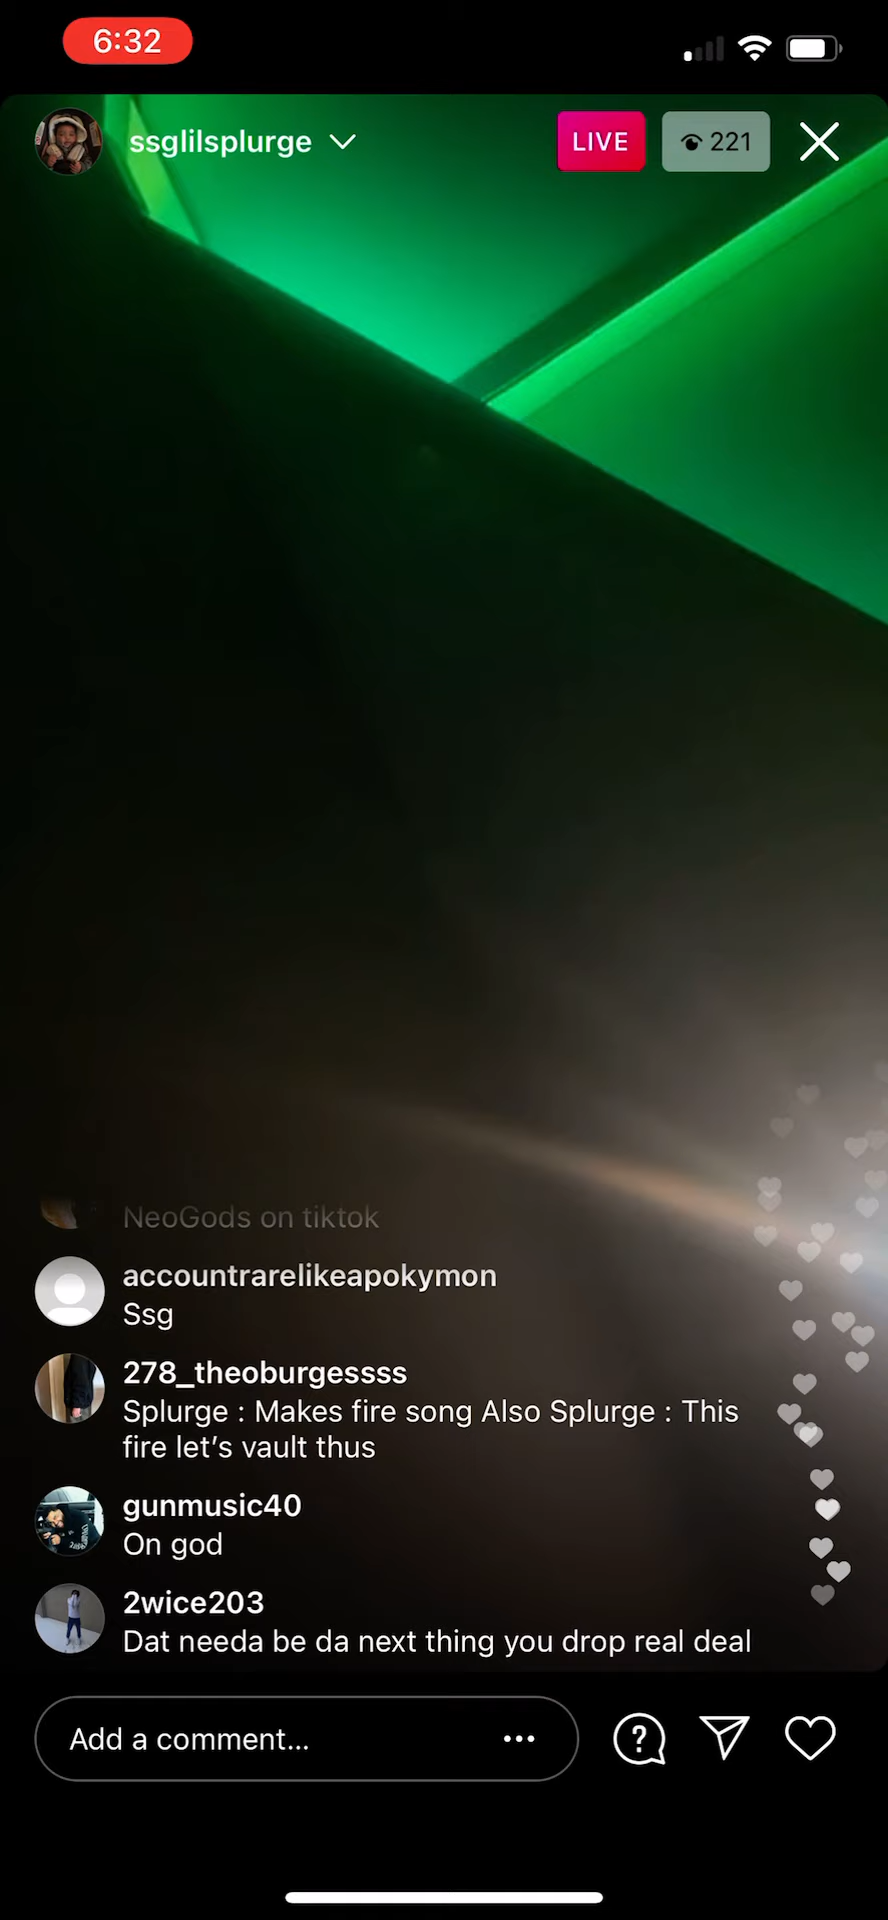 6:32
ssglilsplurge
LIVE
221
NeoGods on tiktok
accountrarelikeapokymon
Ssg
278_theoburgessss
Splurge : Makes fire song Also Splurge : This
fire let’s vault thus
gunmusic40
On god
2wice203
Dat needa be da next thing you drop real deal
Add a comment...